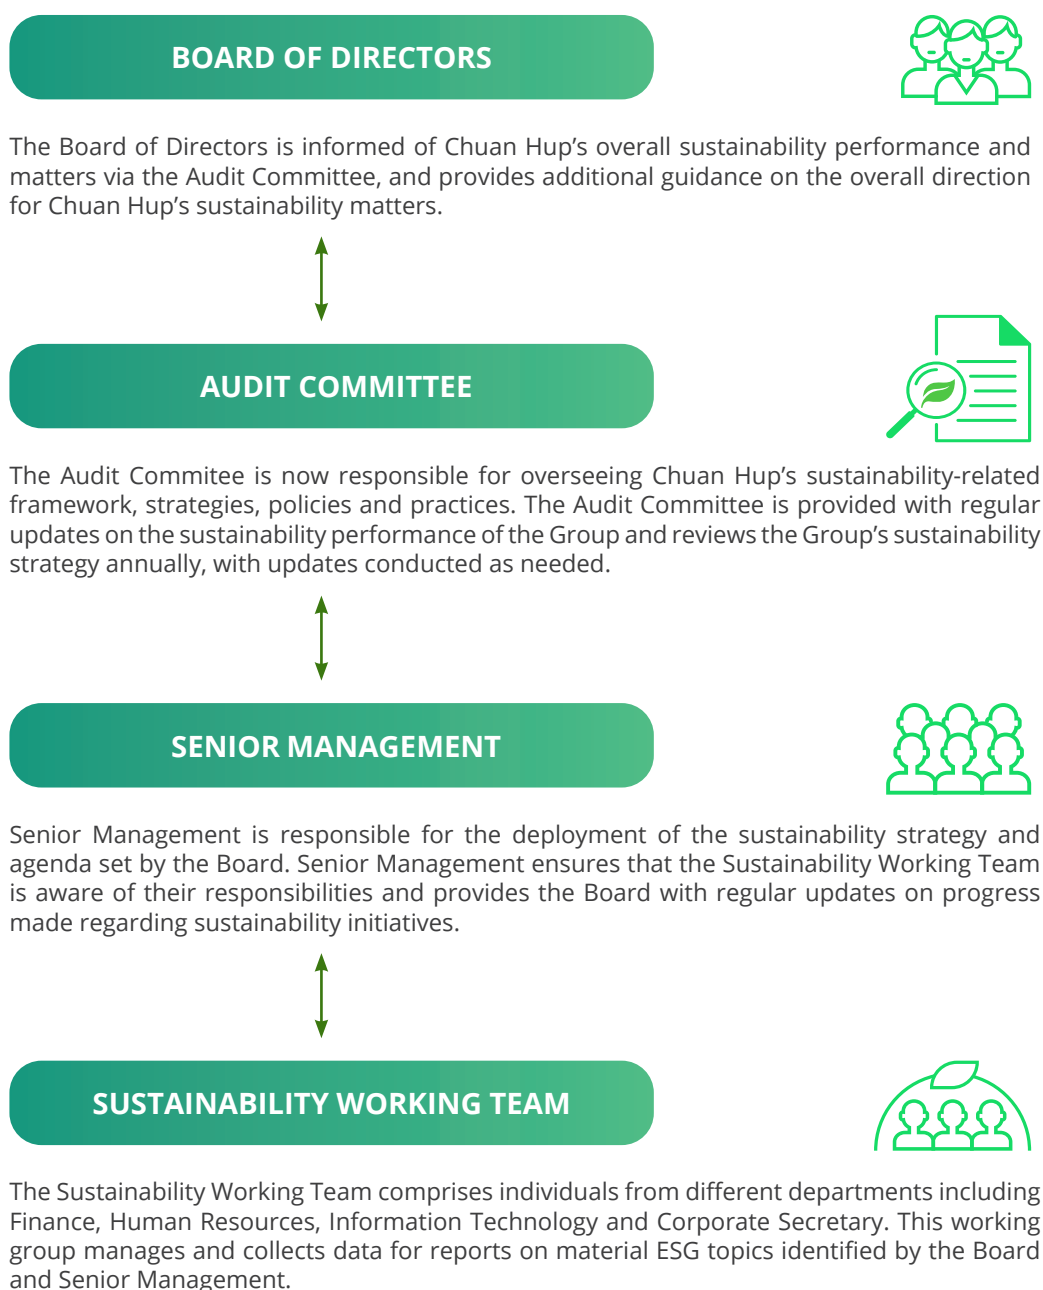 BOARD OF DIRECTORS
The Board of Directors is informed of Chuan Hup’s overall sustainability performance and
matters via the Audit Committee, and provides additional guidance on the overall direction
for Chuan Hup’s sustainability matters.
AUDIT COMMITTEE
The Audit Commitee is now responsible for overseeing Chuan Hup’s sustainability-related
framework, strategies, policies and practices. The Audit Committee is provided with regular
updates on the sustainability performance of the Group and reviews the Group’s sustainability
strategy annually, with updates conducted as needed.
SENIOR MANAGEMENT
Senior Management is responsible for the deployment of the sustainability strategy and
agenda set by the Board. Senior Management ensures that the Sustainability Working Team
is aware of their responsibilities and provides the Board with regular updates on progress
made regarding sustainability initiatives.
SUSTAINABILITY WORKING TEAM
The Sustainability Working Team comprises individuals from different departments including
Finance, Human Resources, Information Technology and Corporate Secretary. This working
group manages and collects data for reports on material ESG topics identified by the Board
and Senior Management.